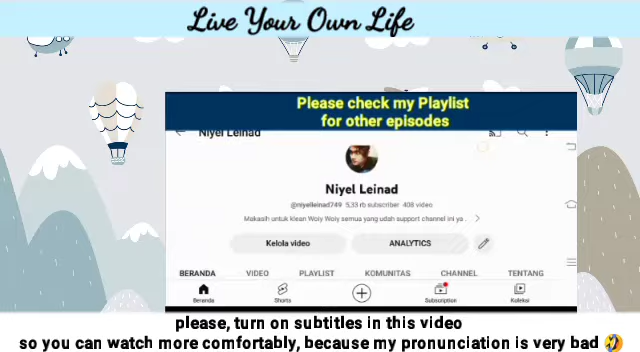 Live Your Own Life
Please check my Playlist
for other episodes
Niyel Leinad
Niyel Leinad
@niyelleinad749 5,33 rb subscriber 408 video
Makasih untuk klean Woiy Woiy semua yang udah support channel ini ya .
Kelola video
ANALYTICS
BERANDA VIDEO PLAYLIST KOMUNITAS CHANNEL TENTANG
Beranda Shorts Subscription Koleksi
please, turn on subtitles in this video
so you can watch more comfortably, because my pronunciation is very bad 🤣